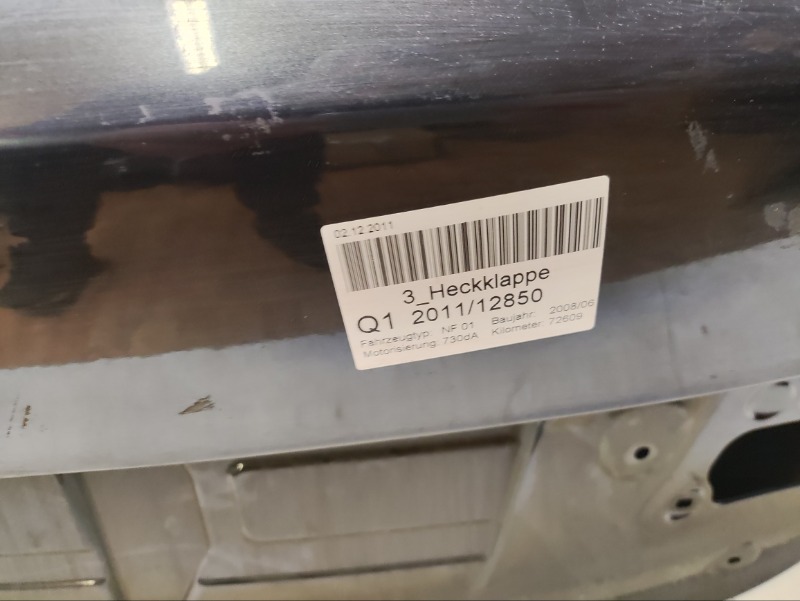 02.12.2011
3_Heckklappe
Q1 2011/12850
Fahrzeugtyp: NF 01 Baujahr: 2008/06
Motorisierung: 730dA Kilometer 72609